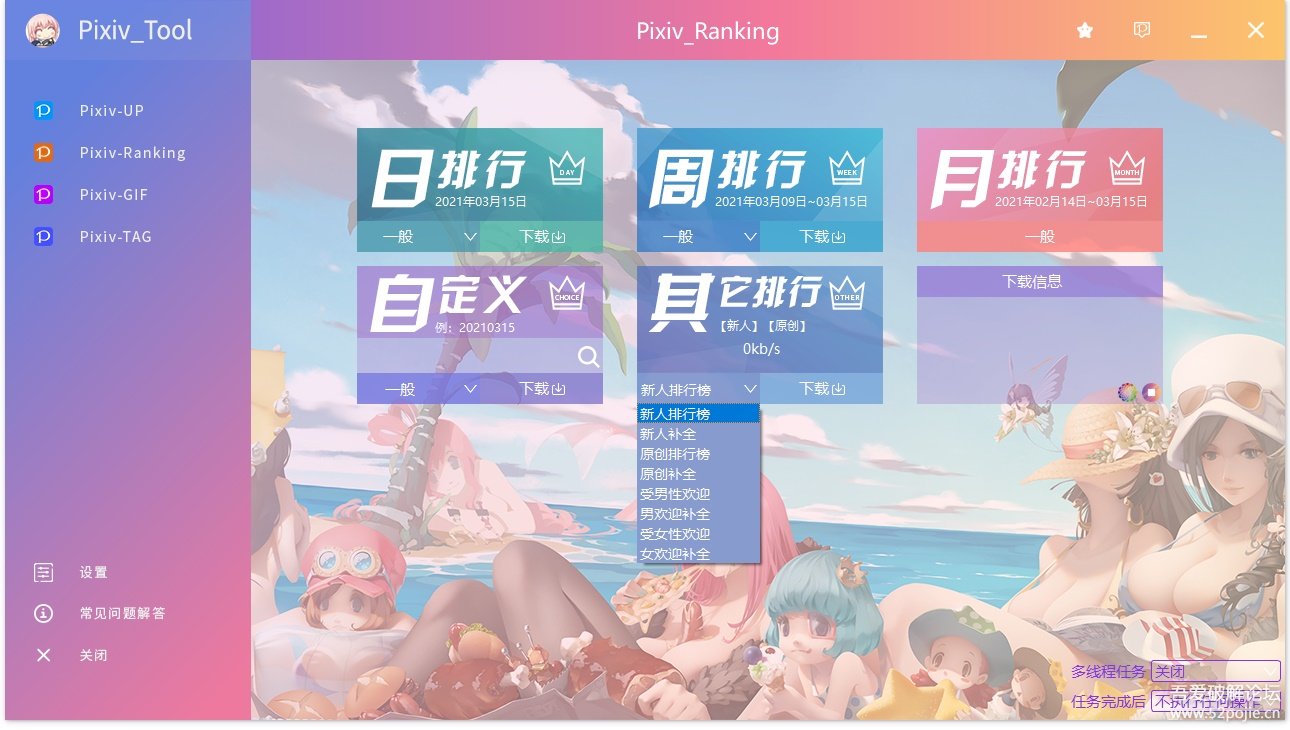 Pixiv_Tool
Pixiv_Ranking
Pixiv-UP
Pixiv-Ranking
Pixiv-GIF
Pixiv-TAG
设置
常见问题解答
关闭
日排行
DAY
2021年03月15日
一般
下载
周排行
WEEK
2021年03月09日~03月15日
一般
下载
月排行
MONTH
2021年02月14日~03月15日
一般
自定义
CHOICE
例：20210315
一般
下载
其它排行
OTHER
【新人】【原创】
0kb/s
新人排行榜
下载
新人排行榜
新人补全
原创排行榜
原创补全
受男性欢迎
男欢迎补全
受女性欢迎
女欢迎补全
下载信息
多线程任务
关闭
任务完成后
不执行任何操作
吾爱破解论坛
www.52pojie.cn